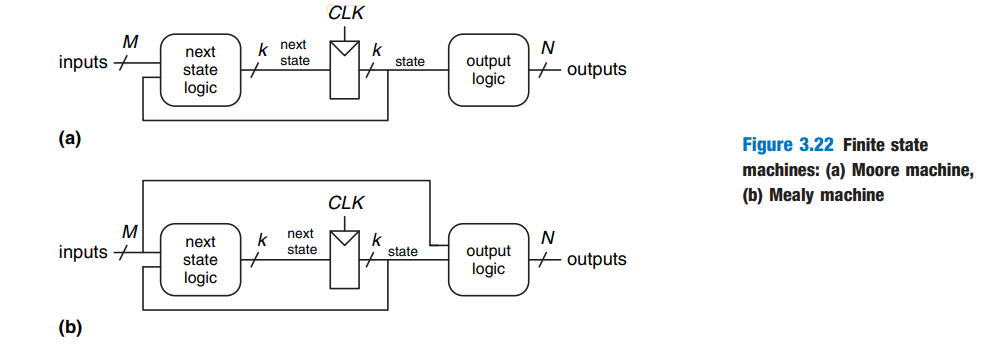 CLK
M
inputs
next
state
logic
k
next
state
k
state
output
logic
N
outputs
(a)
Figure 3.22 Finite state
machines: (a) Moore machine,
(b) Mealy machine
CLK
M
inputs
next
state
logic
k
next
state
k
state
output
logic
N
outputs
(b)